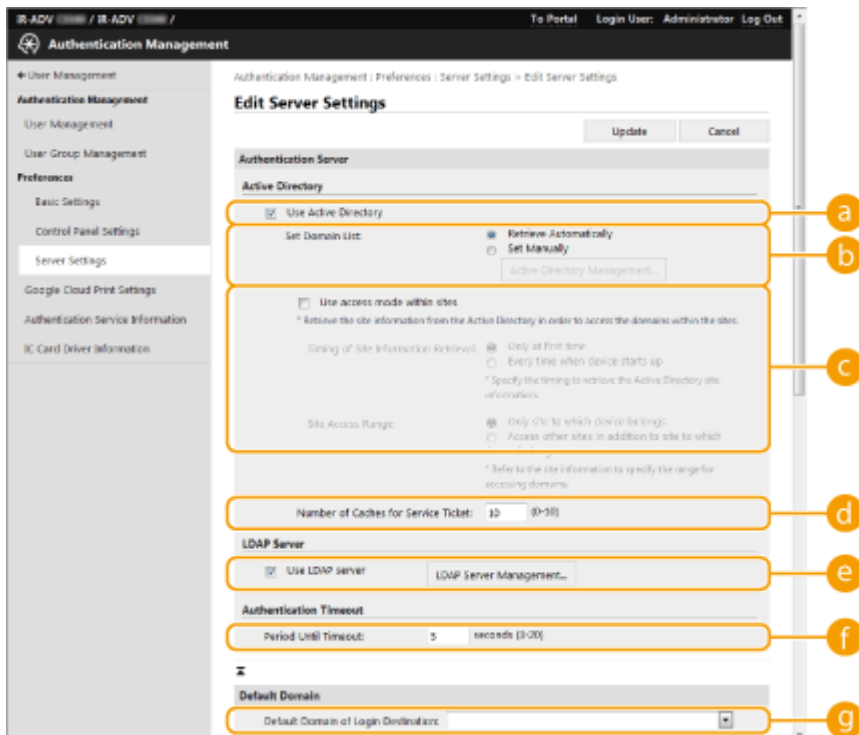 iR-ADV / iR-ADV /
To Portal Login User: Administrator Log Out
Authentication Management
User Management
Authentication Management
User Management
User Group Management
Preferences
Basic Settings
Control Panel Settings
Server Settings
Google Cloud Print Settings
Authentication Service Information
IC Card Driver Information
Authentication Management : Preferences : Server Settings > Edit Server Settings
Edit Server Settings
Update Cancel
Authentication Server
Active Directory
Use Active Directory
a
Set Domain List:
Retrieve Automatically
Set Manually
Active Directory Management...
b
Use access mode within sites
* Retrieve the site information from the Active Directory in order to access the domains within the sites.
Timing of Site Information Retrieval:
Only at first time
Every time when device starts up
* Specify the timing to retrieve the Active Directory site
information.
Site Access Range:
Only site to which device belongs
Access other sites in addition to site to which
c
* Refer to the site information to specify the range for
accessing domains.
Number of Caches for Service Ticket: 10 (0-10)
d
LDAP Server
Use LDAP server LDAP Server Management...
e
Authentication Timeout
Period Until Timeout: 5 seconds (3-20)
f
Default Domain
Default Domain of Login Destination:
g